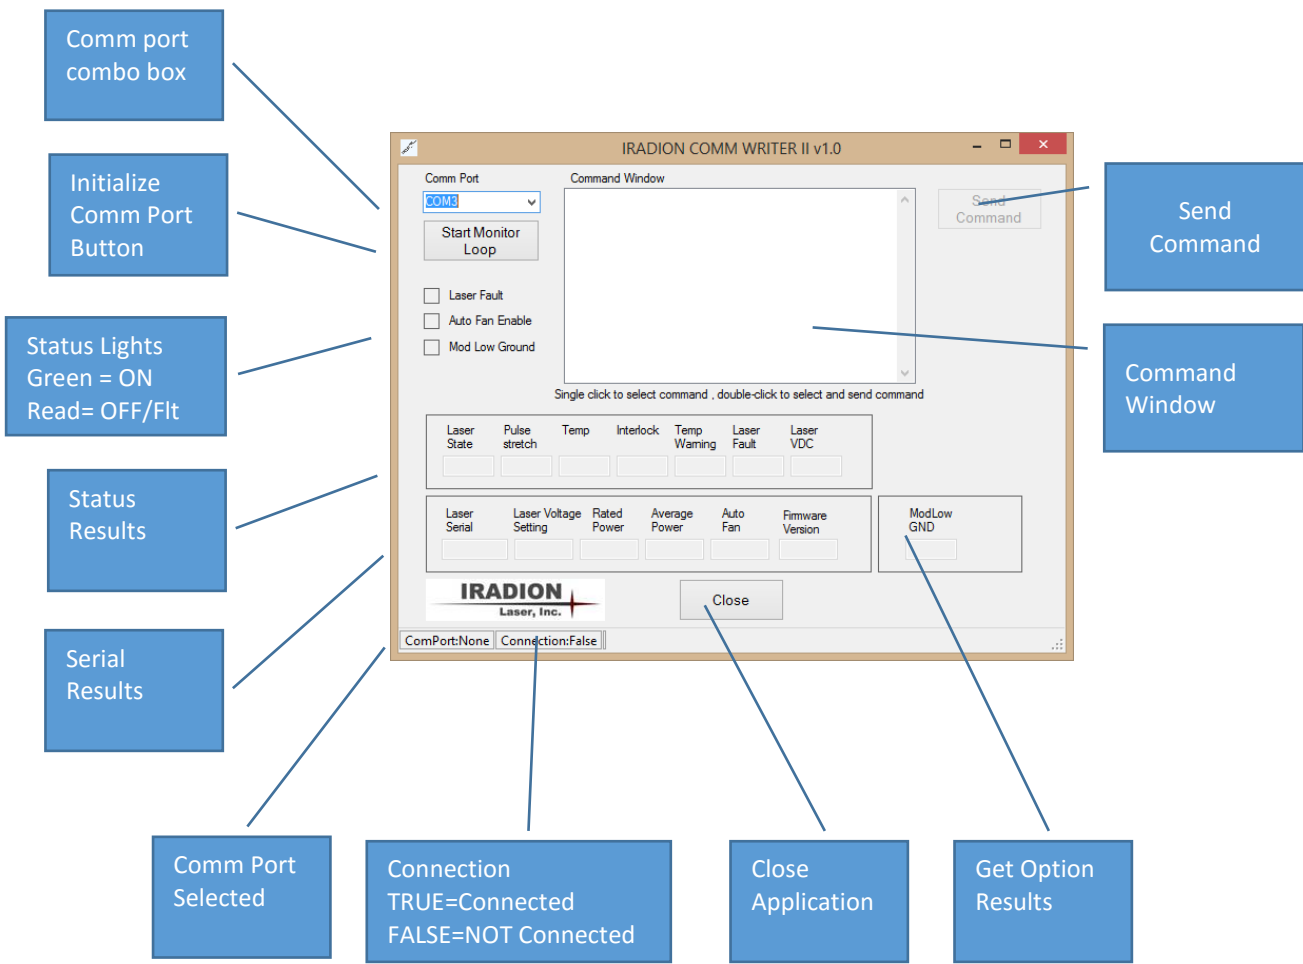 Comm port
combo box
Initialize
Comm Port
Button
Status Lights
Green = ON
Read= OFF/Flt
Status
Results
Serial
Results
IRADION COMM WRITER II v1.0
Comm Port
COM3
Start Monitor
Loop
Laser Fault
Auto Fan Enable
Mod Low Ground
Command Window
Send
Command
Single click to select command , double-click to select and send command
Laser State
Pulse stretch
Temp
Interlock
Temp Warning
Laser Fault
Laser VDC
Laser Serial
Laser Voltage Setting
Rated Power
Average Power
Auto Fan
Firmware Version
ModLow GND
IRADION
Laser, Inc.
Close
ComPort:None
Connection:False
Send
Command
Command
Window
Comm Port
Selected
Connection
TRUE=Connected
FALSE=NOT Connected
Close
Application
Get Option
Results